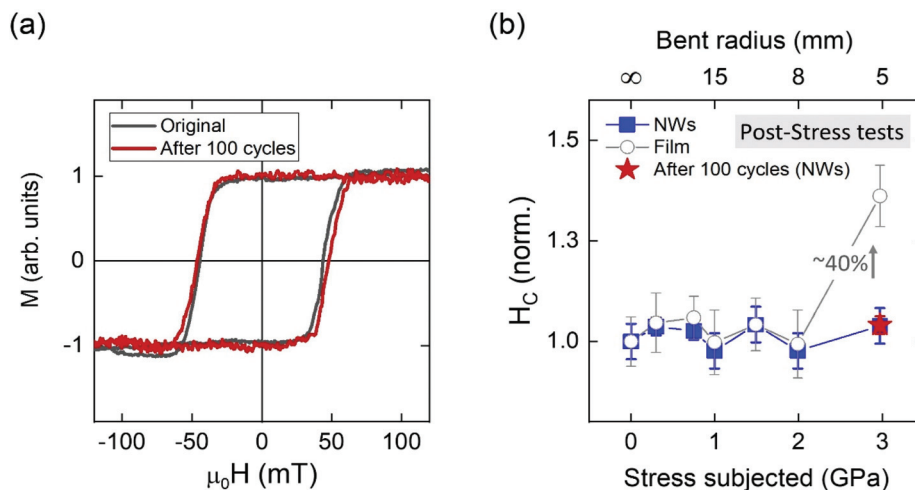 (a)
Original
After 100 cycles
M (arb. units)
1
0
-1
-100 -50 0 50 100
μ₀H (mT)
(b)
Bent radius (mm)
∞ 15 8 5
NWs
Film
After 100 cycles (NWs)
Post-Stress tests
~40%
H_C (norm.)
1.5
1.3
1.0
0 1 2 3
Stress subjected (GPa)